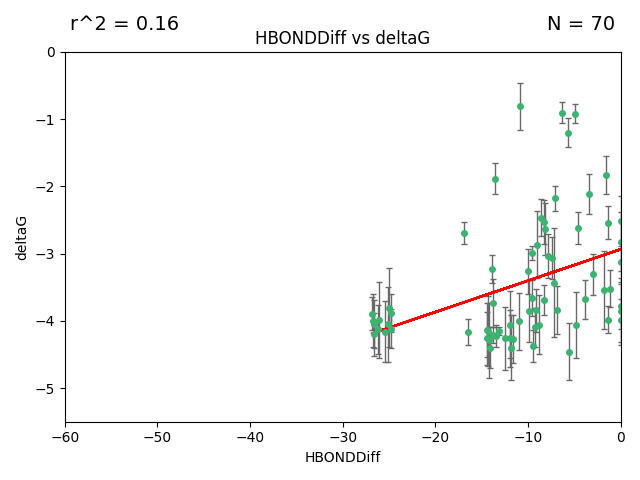 r^2 = 0.16
N = 70
HBONDDiff vs deltaG
deltaG
0
−1
−2
−3
−4
−5
−60
−50
−40
−30
−20
−10
0
HBONDDiff